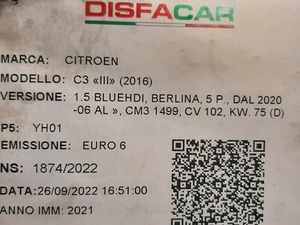 DISFACAR
MARCA: CITROEN
MODELLO: C3 «III» (2016)
VERSIONE: 1.5 BLUEHDI, BERLINA, 5 P., DAL 2020
-06 AL », CM3 1499, CV 102, KW. 75 (D)
P5: YH01
EMISSIONE: EURO 6
NS: 1874/2022
DATA:26/09/2022 16:51:00
ANNO IMM: 2021